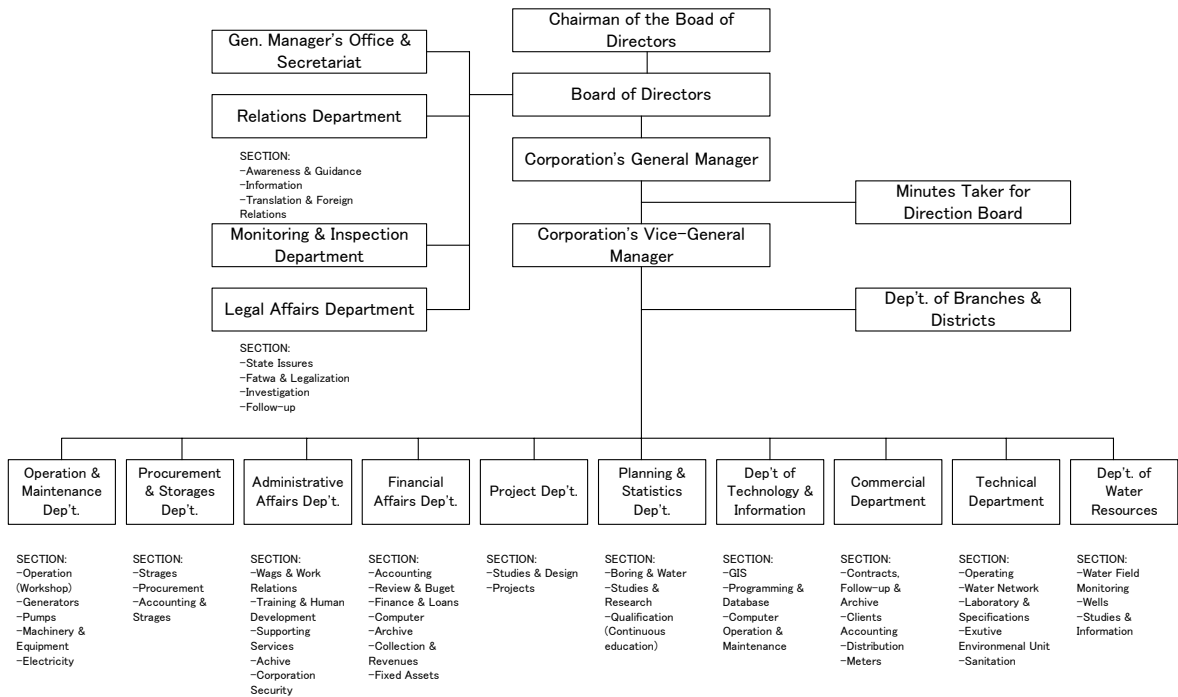 Chairman of the Boad of
Directors
Gen. Manager's Office &
Secretariat
Board of Directors
Relations Department
SECTION:
-Awareness & Guidance
-Information
-Translation & Foreign
Relations
Corporation's General Manager
Minutes Taker for
Direction Board
Monitoring & Inspection
Department
Corporation's Vice-General
Manager
Legal Affairs Department
SECTION:
-State Issures
-Fatwa & Legalization
-Investigation
-Follow-up
Dep't. of Branches &
Districts
Operation &
Maintenance
Dep't.
SECTION:
-Operation
(Workshop)
-Generators
-Pumps
-Machinery &
Equipment
-Electricity
Procurement
& Storages
Dep't.
SECTION:
-Strages
-Procurement
-Accounting &
Strages
Administrative
Affairs Dep't.
SECTION:
-Wags & Work
Relations
-Training & Human
Development
-Supporting
Services
-Achive
-Corporation
Security
Financial
Affairs Dep't.
SECTION:
-Accounting
-Review & Buget
-Finance & Loans
-Computer
-Archive
-Collection &
Revenues
-Fixed Assets
Project Dep't.
SECTION:
-Studies & Design
-Projects
Planning &
Statistics
Dep't.
SECTION:
-Boring & Water
-Studies &
Research
-Qualification
(Continuous
education)
Dep't of
Technology &
Information
SECTION:
-GIS
-Programming &
Database
-Computer
Operation &
Maintenance
Commercial
Department
SECTION:
-Contracts,
Follow-up &
Archive
-Clients
Accounting
-Distribution
-Meters
Technical
Department
SECTION:
-Operating
-Water Network
-Laboratory &
Specifications
-Exutive
Environmenal Unit
-Sanitation
Dep't. of
Water
Resources
SECTION:
-Water Field
Monitoring
-Wells
-Studies &
Information